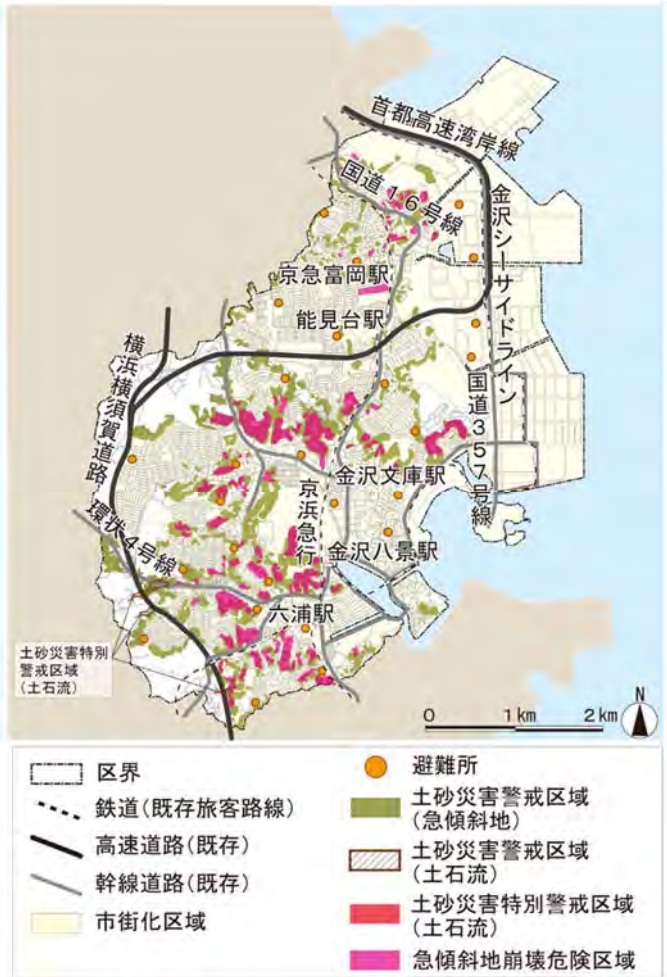 首都高速湾岸線
国道16号線
金沢シーサイドライン
京急富岡駅
能見台駅
横浜横須賀道路
国道357号線
金沢文庫駅
京浜急行
環状4号線
金沢八景駅
六浦駅
土砂災害特別
警戒区域
(土石流)
0 1km 2km
N
区界
鉄道(既存旅客路線)
高速道路(既存)
幹線道路(既存)
市街化区域
避難所
土砂災害警戒区域
(急傾斜地)
土砂災害警戒区域
(土石流)
土砂災害特別警戒区域
(土石流)
急傾斜地崩壊危険区域